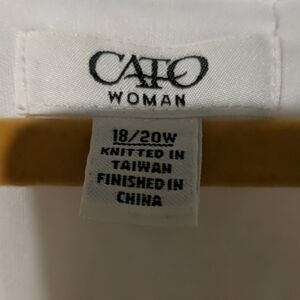 CATO
WOMAN
18/20W
KNITTED IN
TAIWAN
FINISHED IN
CHINA